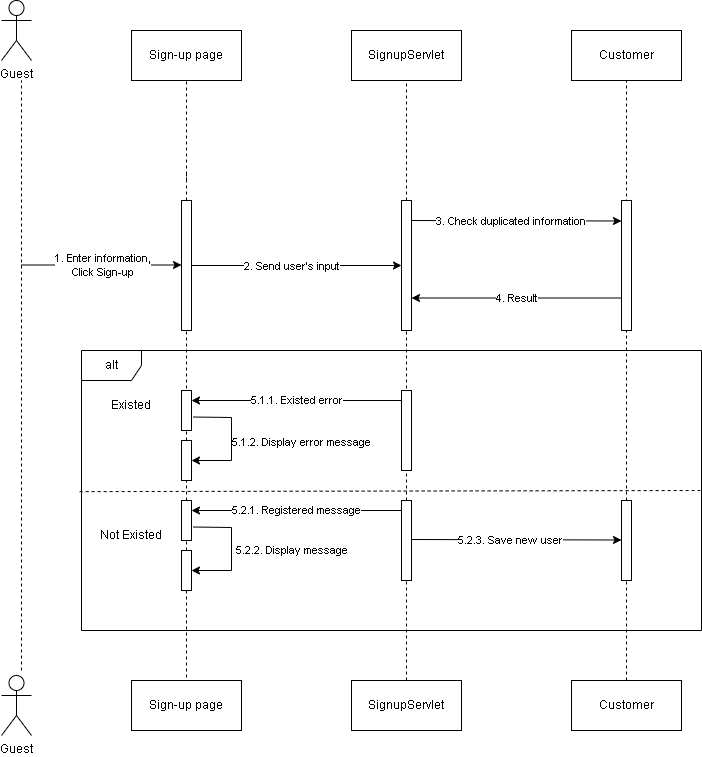 Guest
Sign-up page
SignupServlet
Customer
3. Check duplicated information
1. Enter information,
Click Sign-up
2. Send user's input
4. Result
alt
Existed
5.1.1. Existed error
5.1.2. Display error message
Not Existed
5.2.1. Registered message
5.2.2. Display message
5.2.3. Save new user
Sign-up page
SignupServlet
Customer
Guest